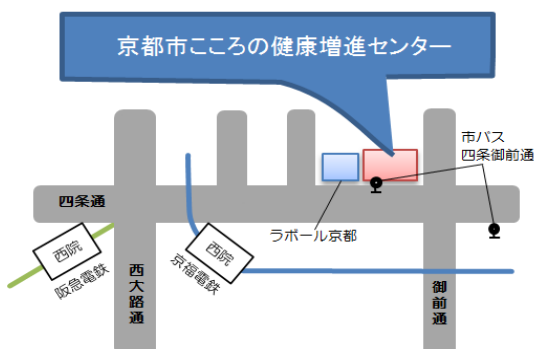 京都市こころの健康増進センター
市バス
四条御前通
四条通
ラボール京都
西院
阪急電鉄
西院
京福電鉄
西大路通
御前通